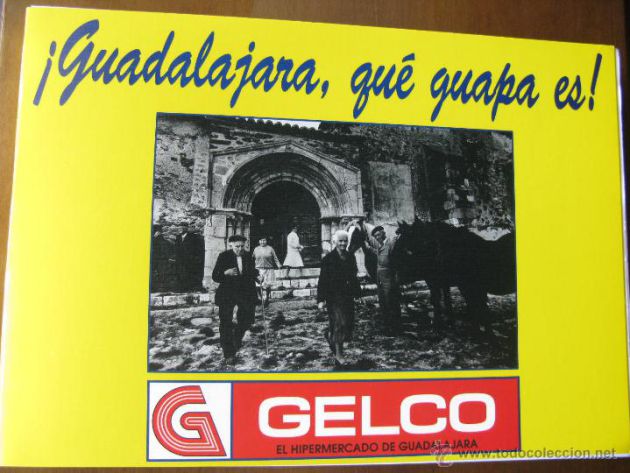 ¡Guadalajara, qué guapa es!
G
GELCO
EL HIPERMERCADO DE GUADALAJARA
www.todocoleccion.net